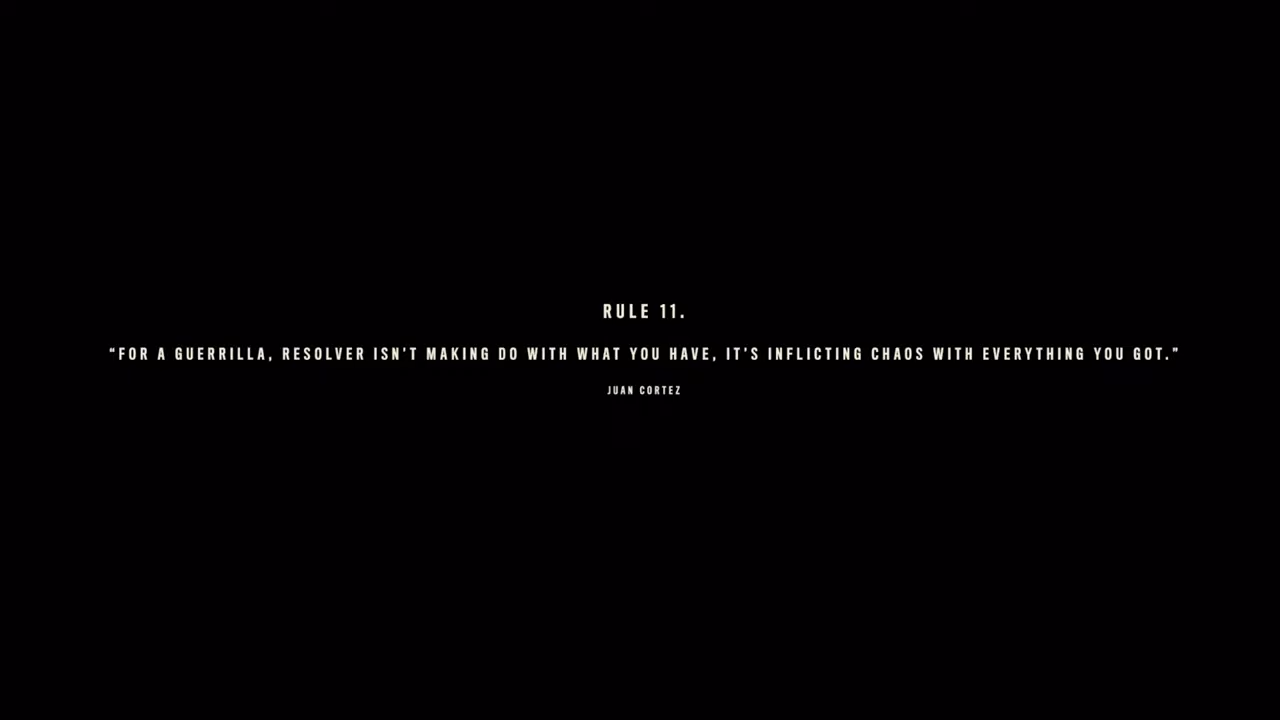 RULE 11.
“FOR A GUERRILLA, RESOLVER ISN’T MAKING DO WITH WHAT YOU HAVE, IT’S INFLICTING CHAOS WITH EVERYTHING YOU GOT.”
JUAN CORTEZ